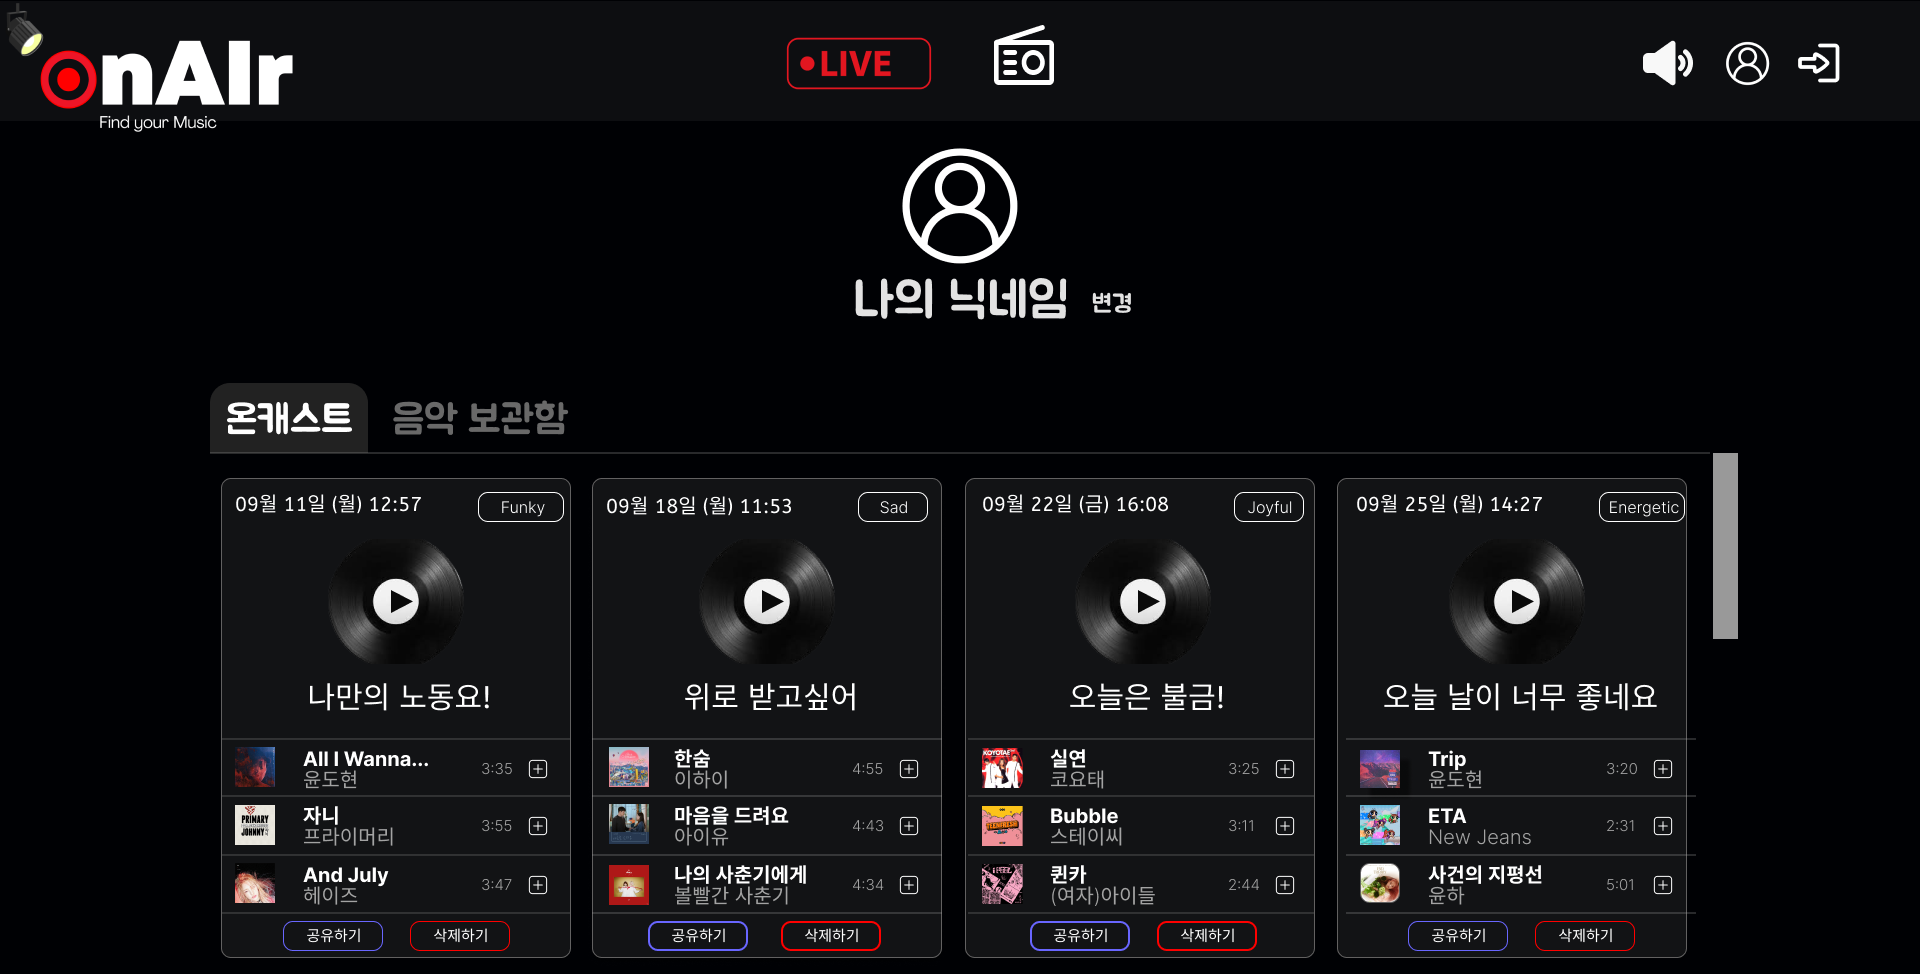 onAIr
Find your Music
LIVE
나의 닉네임 변경
온캐스트 음악 보관함
09월 11일 (월) 12:57 Funky
나만의 노동요!
All I Wanna... 3:35
윤도현
자니 3:55
프라이머리
And July 3:47
헤이즈
공유하기 삭제하기
09월 18일 (월) 11:53 Sad
위로 받고싶어
한숨 4:55
이하이
마음을 드려요 4:43
아이유
나의 사춘기에게 4:34
볼빨간 사춘기
공유하기 삭제하기
09월 22일 (금) 16:08 Joyful
오늘은 불금!
KOYOTAE
실연 3:25
코요태
Bubble 3:11
스테이씨
퀸카 2:44
(여자)아이들
공유하기 삭제하기
09월 25일 (월) 14:27 Energetic
오늘 날이 너무 좋네요
Trip 3:20
윤도현
ETA 2:31
New Jeans
사건의 지평선 5:01
윤하
공유하기 삭제하기
PRIMARY
JOHNNY
TEENFRESH